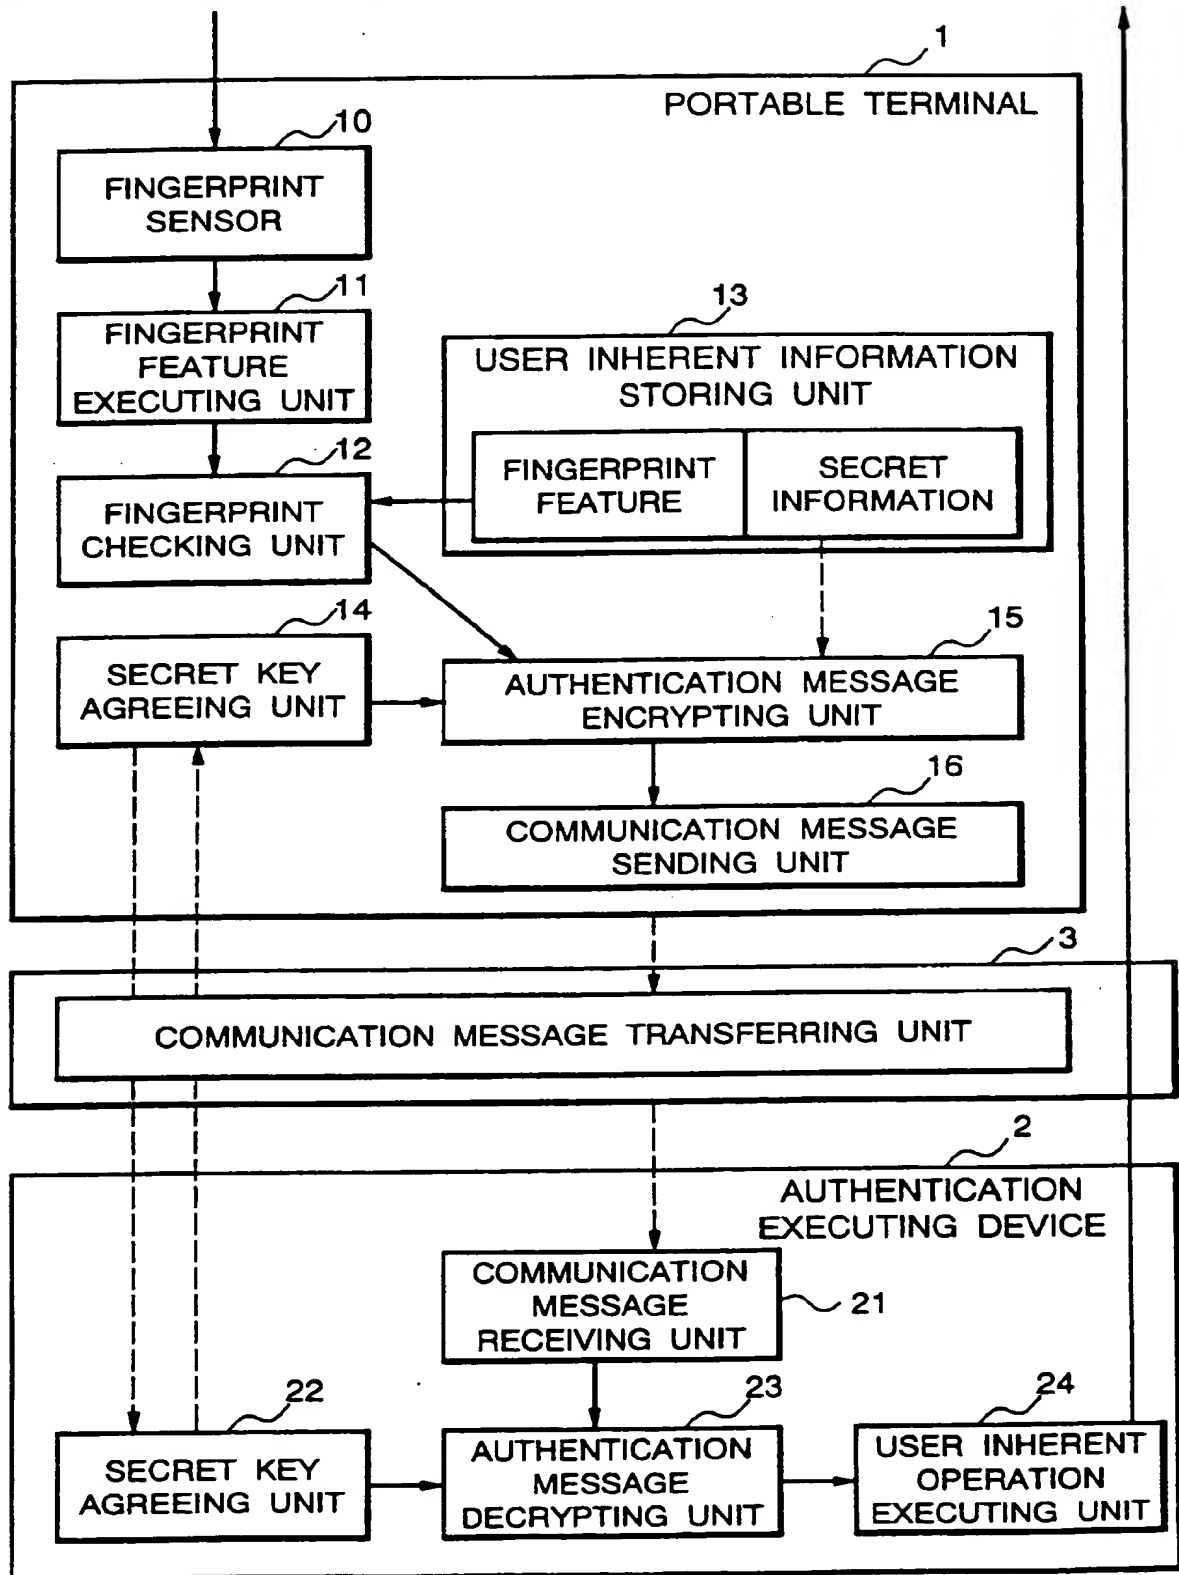 1
PORTABLE TERMINAL
10
FINGERPRINT
SENSOR
11
FINGERPRINT
FEATURE
EXECUTING UNIT
13
USER INHERENT INFORMATION
STORING UNIT
FINGERPRINT
FEATURE
SECRET
INFORMATION
12
FINGERPRINT
CHECKING UNIT
14
SECRET KEY
AGREEING UNIT
15
AUTHENTICATION MESSAGE
ENCRYPTING UNIT
16
COMMUNICATION MESSAGE
SENDING UNIT
3
COMMUNICATION MESSAGE TRANSFERRING UNIT
2
AUTHENTICATION
EXECUTING DEVICE
COMMUNICATION
MESSAGE
RECEIVING UNIT
21
22
SECRET KEY
AGREEING UNIT
23
AUTHENTICATION
MESSAGE
DECRYPTING UNIT
24
USER INHERENT
OPERATION
EXECUTING UNIT